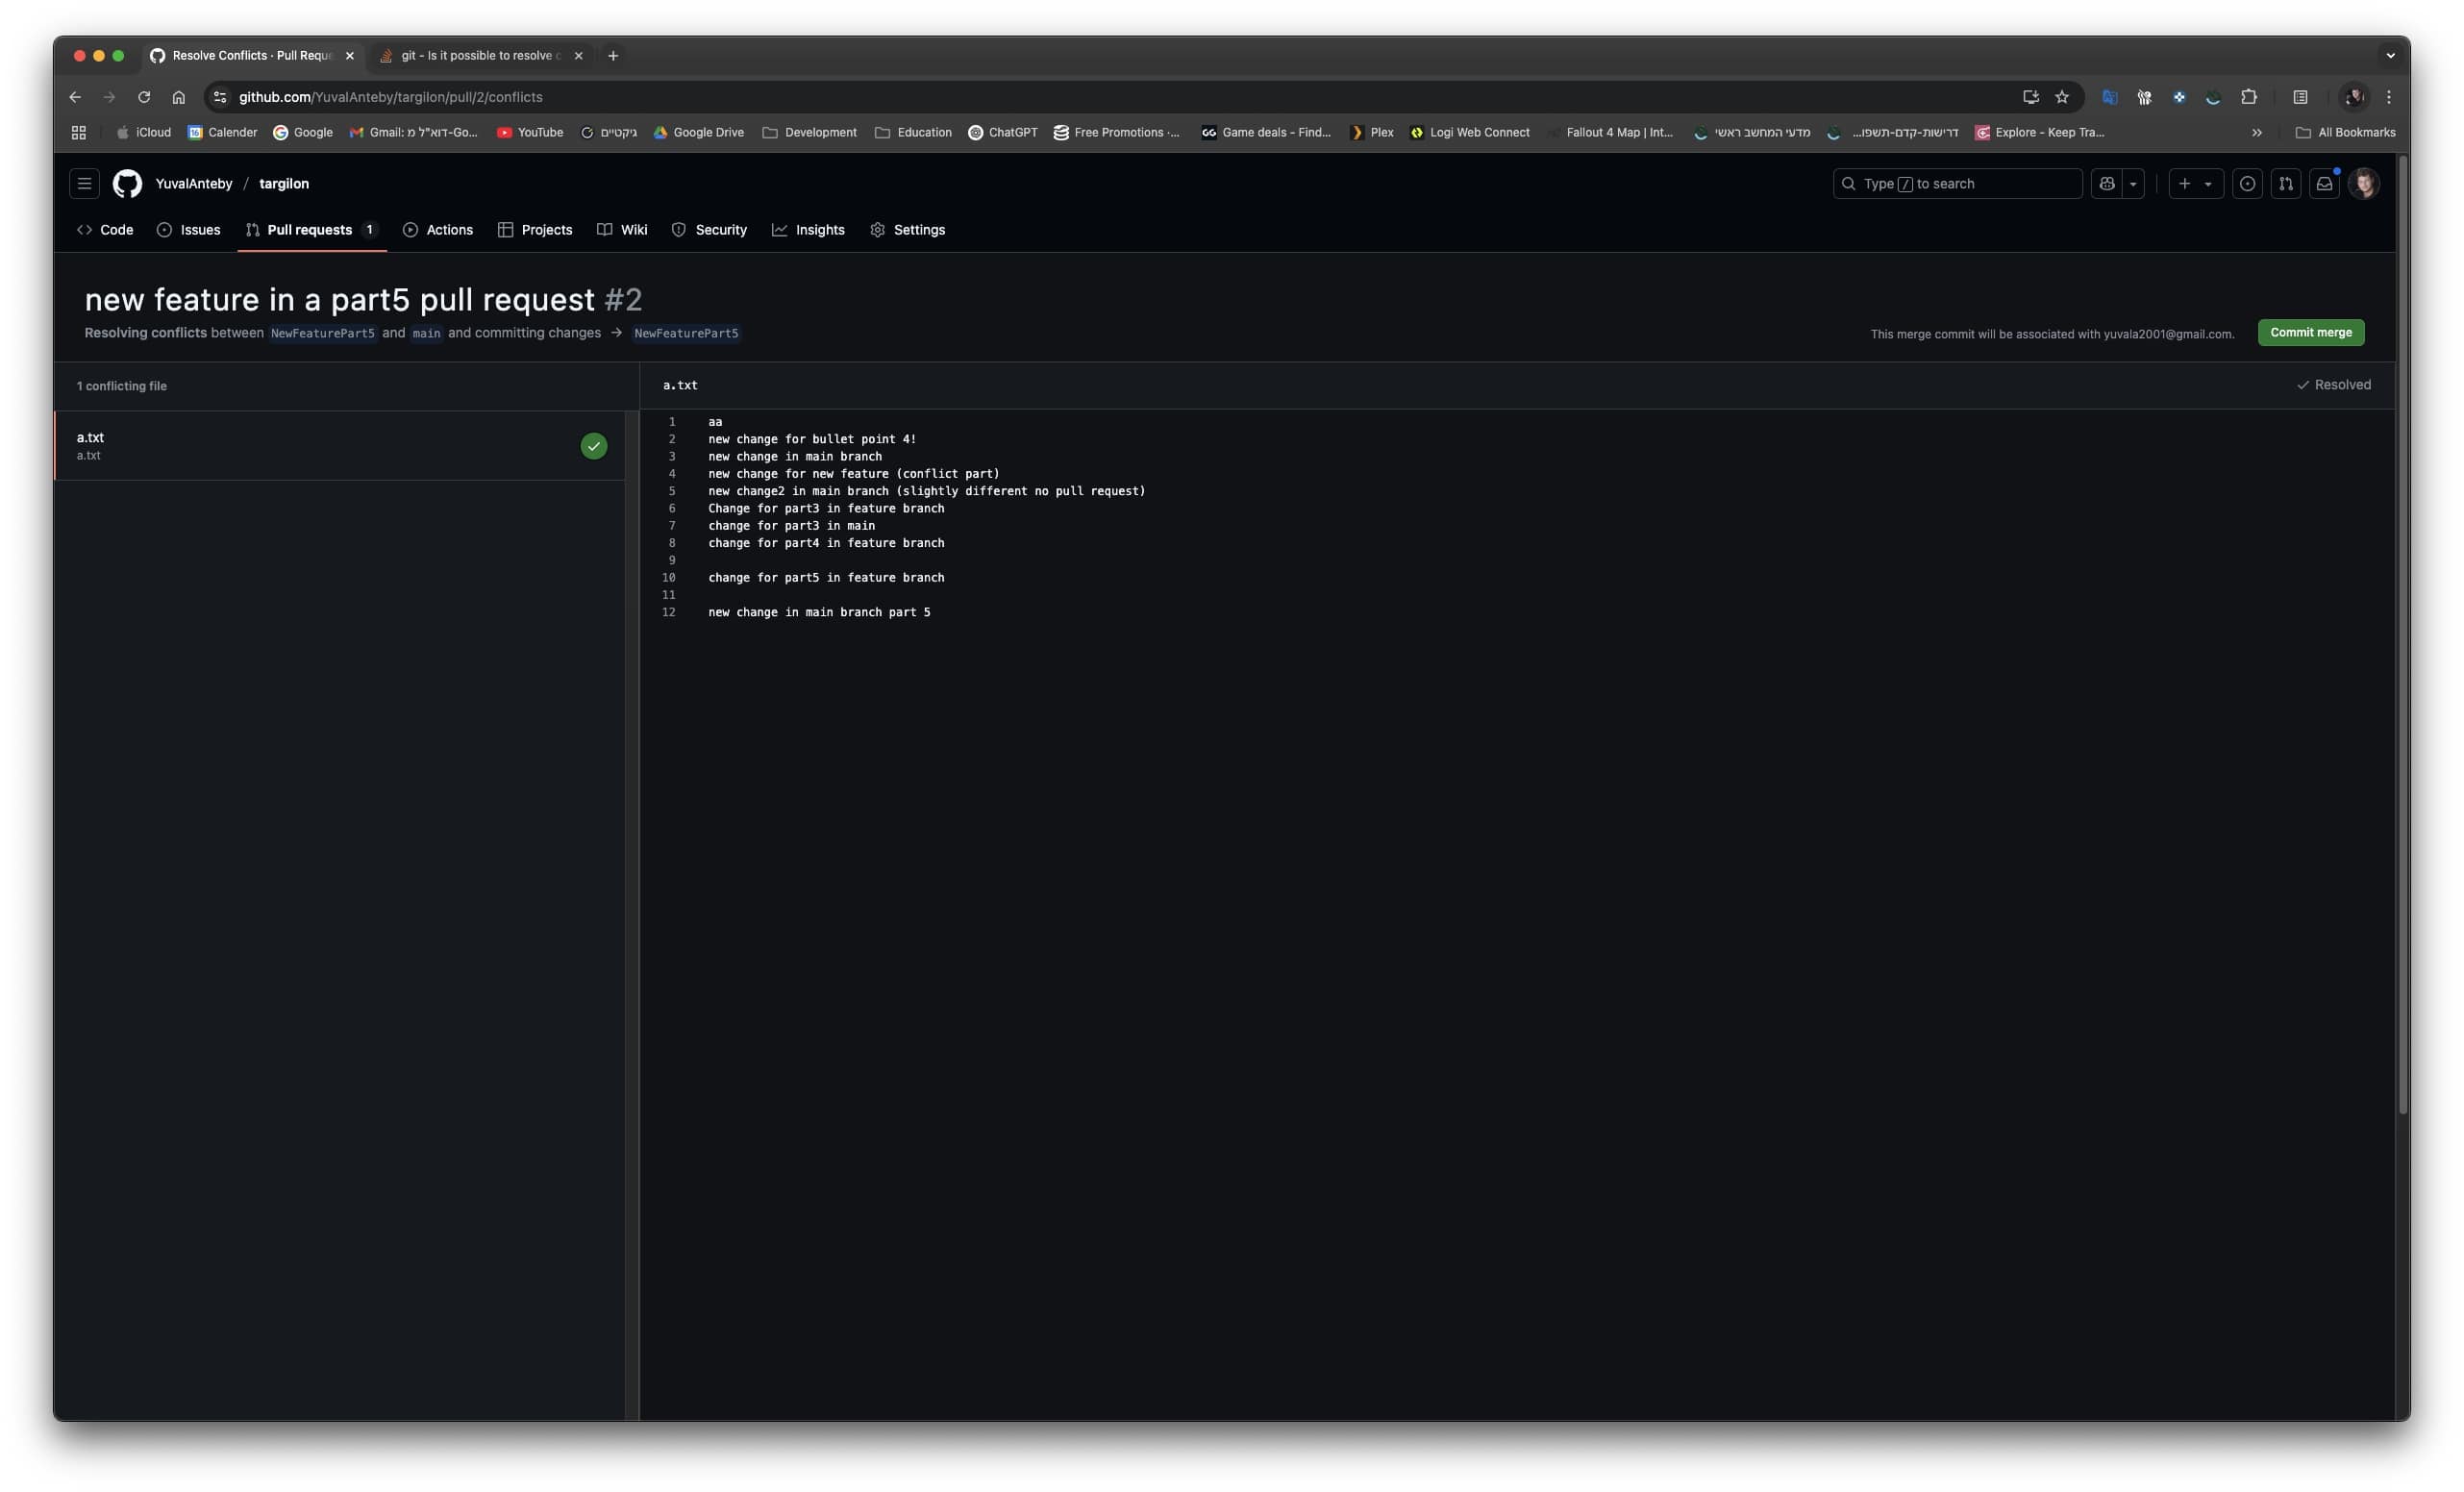 Resolve Conflicts · Pull Reque
git - Is it possible to resolve c
github.com/YuvalAnteby/targilon/pull/2/conflicts
iCloud
Calender
Google
Gmail: דוא"ל מ-Go...
YouTube
גיקטיים
Google Drive
Development
Education
ChatGPT
Free Promotions ·...
GG Game deals - Find...
Plex
Logi Web Connect
Fallout 4 Map | Int...
מדעי המחשב ראשי
דרישות-קדם-תשפו...
Explore - Keep Tra...
All Bookmarks
YuvalAnteby / targilon
Type / to search
Code
Issues
Pull requests 1
Actions
Projects
Wiki
Security
Insights
Settings
new feature in a part5 pull request #2
Resolving conflicts between NewFeaturePart5 and main and committing changes → NewFeaturePart5
This merge commit will be associated with yuvala2001@gmail.com.
Commit merge
1 conflicting file
a.txt
a.txt
a.txt
Resolved
1 aa
2 new change for bullet point 4!
3 new change in main branch
4 new change for new feature (conflict part)
5 new change2 in main branch (slightly different no pull request)
6 Change for part3 in feature branch
7 change for part3 in main
8 change for part4 in feature branch
9
10 change for part5 in feature branch
11
12 new change in main branch part 5